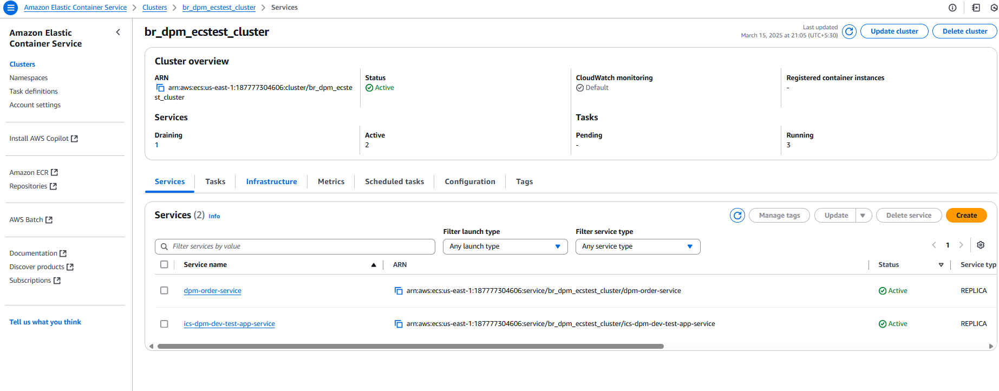 Amazon Elastic Container Service > Clusters > br_dpm_ecstest_cluster > Services
Amazon Elastic
Container Service
Clusters
Namespaces
Task definitions
Account settings
Install AWS Copilot
Amazon ECR
Repositories
AWS Batch
Documentation
Discover products
Subscriptions
Tell us what you think
br_dpm_ecstest_cluster
Last updated
March 15, 2025 at 21:05 (UTC+5:30)
Update cluster
Delete cluster
Cluster overview
ARN
arn:aws:ecs:us-east-1:187777304606:cluster/br_dpm_ecste
st_cluster
Status
Active
CloudWatch monitoring
Default
Registered container instances
-
Services
Draining
1
Active
2
Tasks
Pending
-
Running
3
Services
Tasks
Infrastructure
Metrics
Scheduled tasks
Configuration
Tags
Services (2) Info
Manage tags
Update
Delete service
Create
Filter launch type
Filter service type
Filter services by value
Any launch type
Any service type
1
Service name
ARN
Status
Service typ
dpm-order-service
arn:aws:ecs:us-east-1:187777304606:service/br_dpm_ecstest_cluster/dpm-order-service
Active
REPLICA
ics-dpm-dev-test-app-service
arn:aws:ecs:us-east-1:187777304606:service/br_dpm_ecstest_cluster/ics-dpm-dev-test-app-service
Active
REPLICA